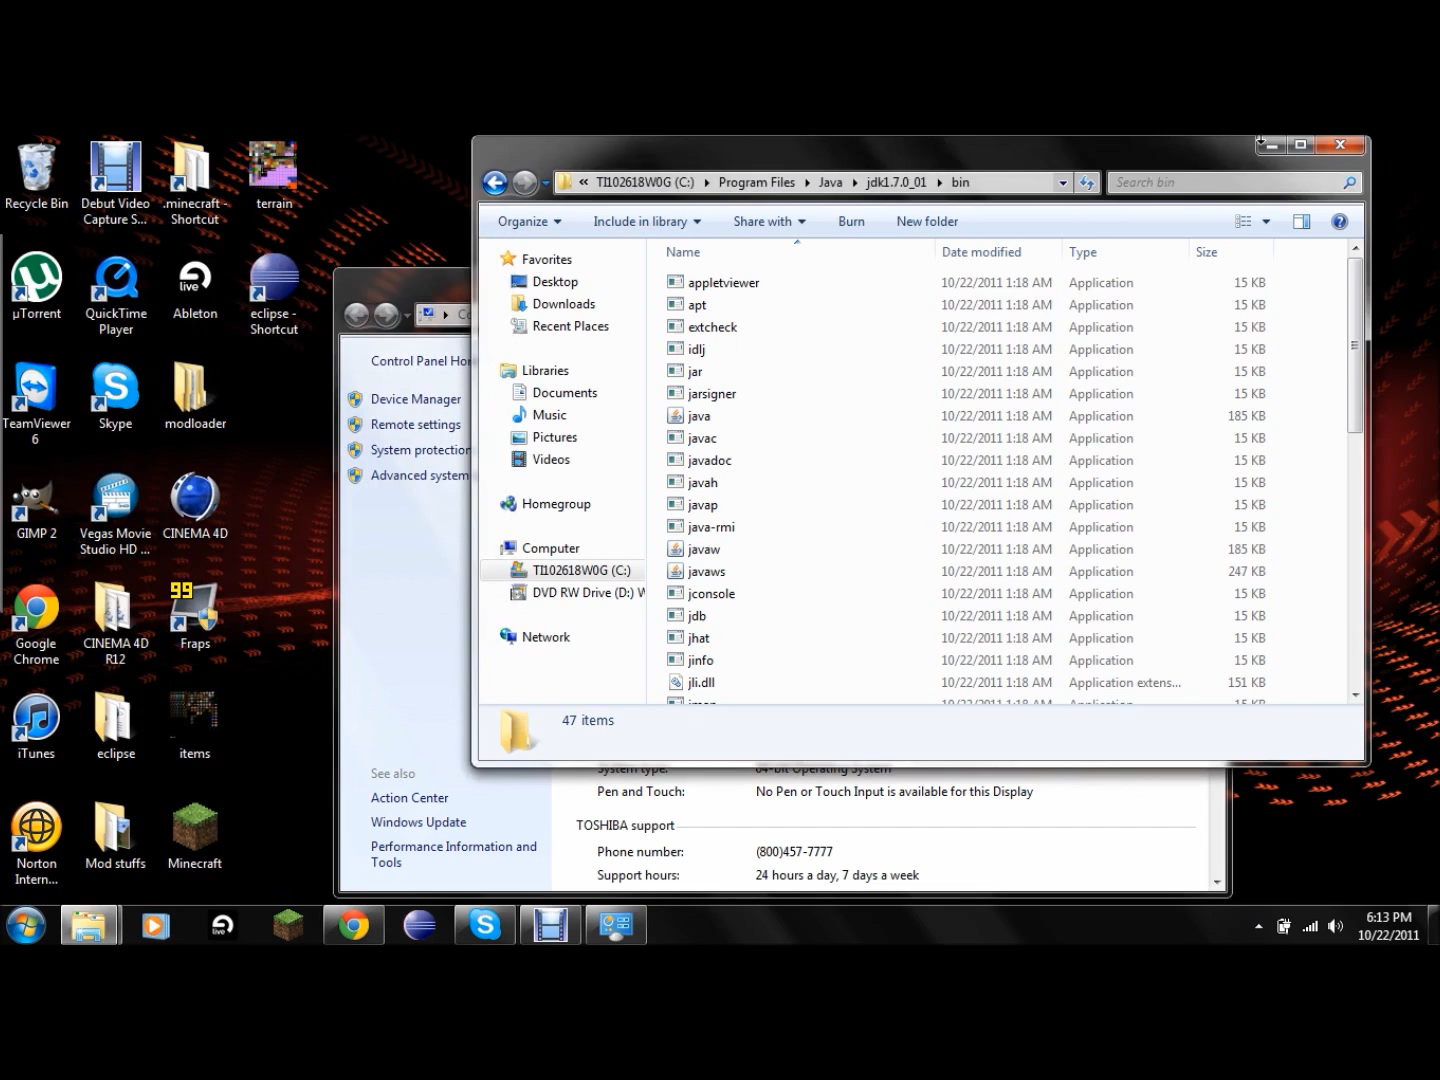 Recycle Bin
Debut Video
Capture S...
.minecraft -
Shortcut
terrain
µTorrent
QuickTime
Player
live
Ableton
eclipse -
Shortcut
TeamViewer
6
Skype
modloader
GIMP 2
Vegas Movie
Studio HD ...
CINEMA 4D
Google
Chrome
CINEMA 4D
R12
99
Fraps
iTunes
eclipse
items
Norton
Intern...
Mod stuffs
Minecraft
« TI102618W0G (C:) Program Files Java jdk1.7.0_01 bin
Search bin
Organize Include in library Share with Burn New folder
Favorites
Desktop
Downloads
Recent Places
Libraries
Documents
Music
Pictures
Videos
Homegroup
Computer
TI102618W0G (C:)
DVD RW Drive (D:)
Network
Name Date modified Type Size
appletviewer 10/22/2011 1:18 AM Application 15 KB
apt 10/22/2011 1:18 AM Application 15 KB
extcheck 10/22/2011 1:18 AM Application 15 KB
idlj 10/22/2011 1:18 AM Application 15 KB
jar 10/22/2011 1:18 AM Application 15 KB
jarsigner 10/22/2011 1:18 AM Application 15 KB
java 10/22/2011 1:18 AM Application 185 KB
javac 10/22/2011 1:18 AM Application 15 KB
javadoc 10/22/2011 1:18 AM Application 15 KB
javah 10/22/2011 1:18 AM Application 15 KB
javap 10/22/2011 1:18 AM Application 15 KB
java-rmi 10/22/2011 1:18 AM Application 15 KB
javaw 10/22/2011 1:18 AM Application 185 KB
javaws 10/22/2011 1:18 AM Application 247 KB
jconsole 10/22/2011 1:18 AM Application 15 KB
jdb 10/22/2011 1:18 AM Application 15 KB
jhat 10/22/2011 1:18 AM Application 15 KB
jinfo 10/22/2011 1:18 AM Application 15 KB
jli.dll 10/22/2011 1:18 AM Application extens... 151 KB
47 items
Control Panel
Device Manager
Remote settings
System protection
Advanced system
See also
Action Center
Windows Update
Performance Information and
Tools
System type: 64-bit Operating System
Pen and Touch: No Pen or Touch Input is available for this Display
TOSHIBA support
Phone number: (800)457-7777
Support hours: 24 hours a day, 7 days a week
live
6:13 PM
10/22/2011